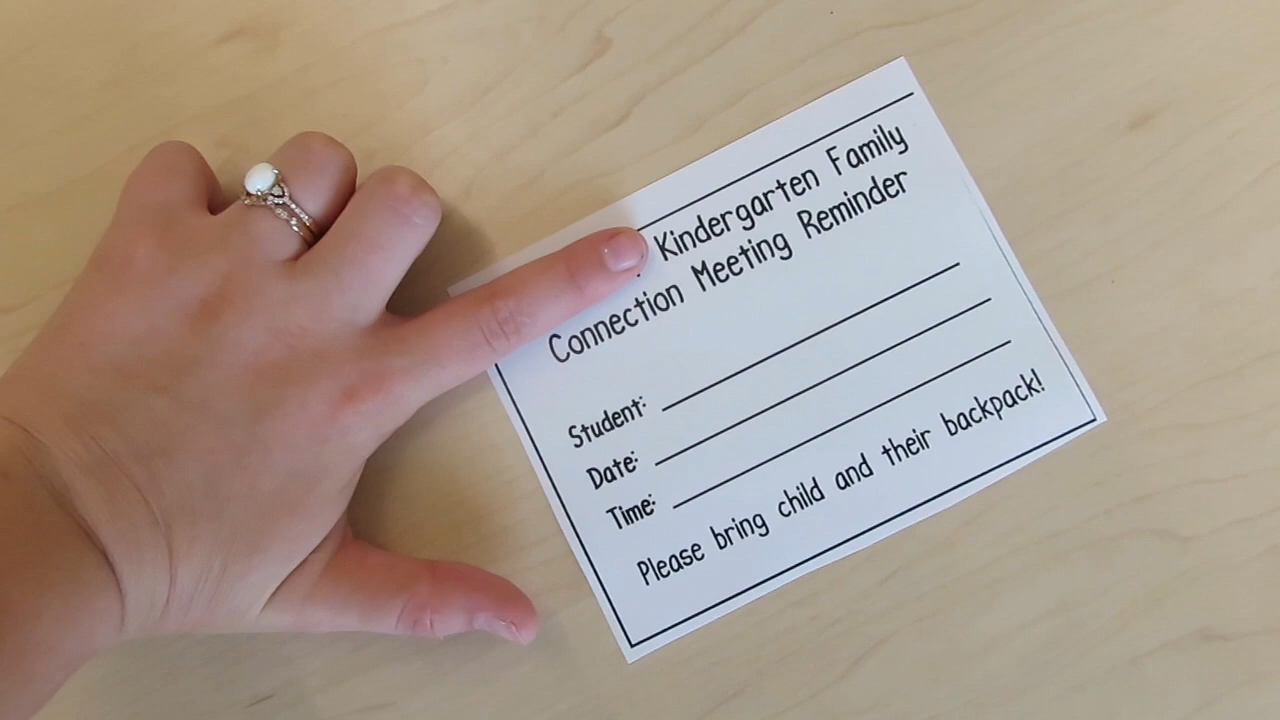 Kindergarten Family
Connection Meeting Reminder
Student:
Date:
Time:
Please bring child and their backpack!